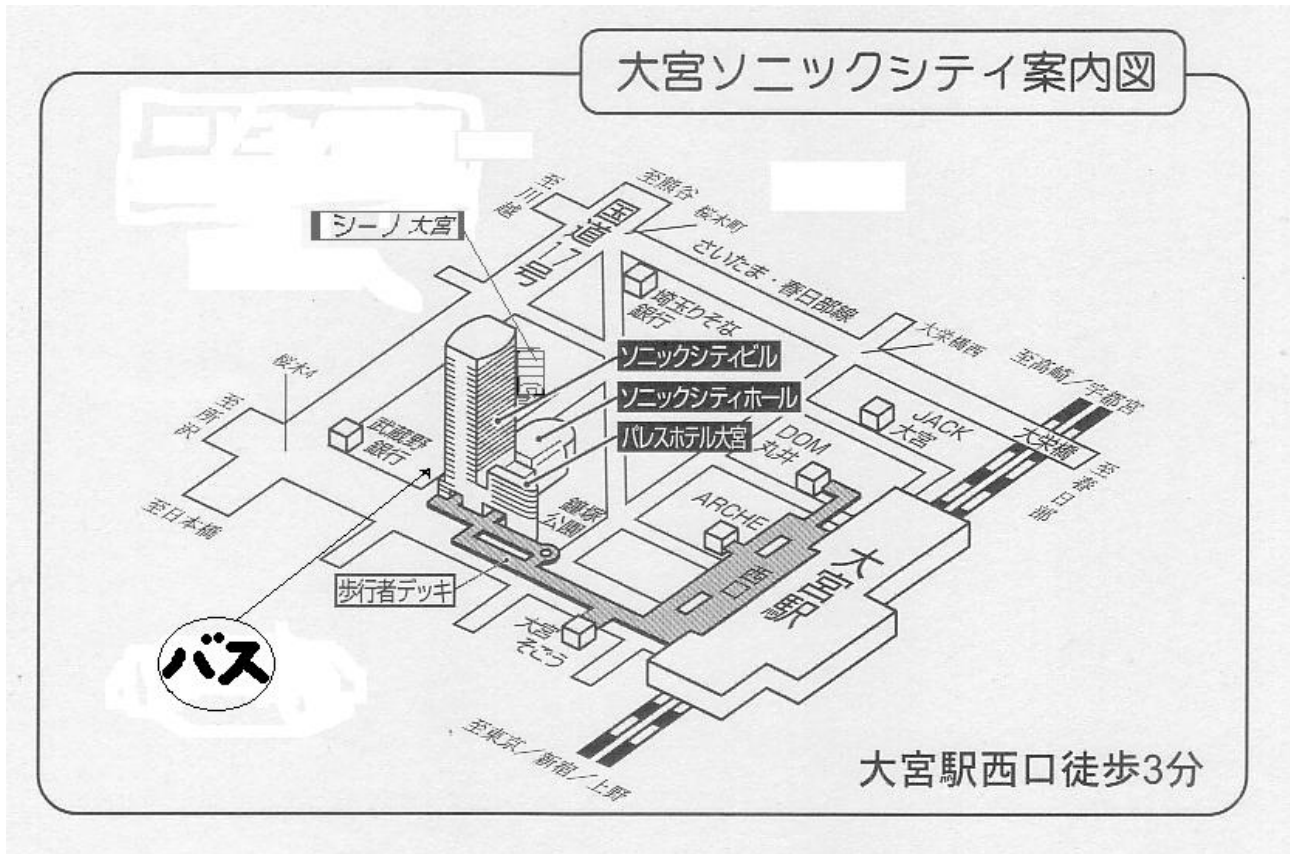 大宮ソニックシティ案内図
至川越
至熊谷
桜木町
国道17号
シーノ大宮
さいたま・春日部線
埼玉りそな
銀行
大栄橋西
至高崎／宇都宮
ソニックシティビル
ソニックシティホール
パレスホテル大宮
桜木4
至所沢
武蔵野
銀行
JACK
大宮
大栄橋
DOM
丸井
至春日部
至日本橋
鐘塚
公園
ARCHE
西口
大宮駅
歩行者デッキ
大宮
そごう
バス
至東京／新宿／上野
大宮駅西口徒歩3分